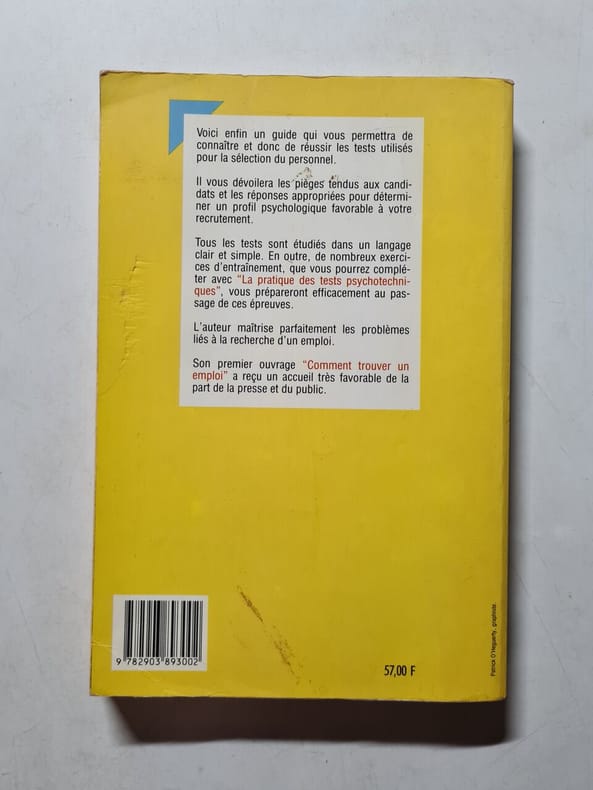 Voici enfin un guide qui vous permettra de
connaître et donc de réussir les tests utilisés
pour la sélection du personnel.
Il vous dévoilera les pièges tendus aux candi-
dats et les réponses appropriées pour détermi-
ner un profil psychologique favorable à votre
recrutement.
Tous les tests sont étudiés dans un langage
clair et simple. En outre, de nombreux exerci-
ces d'entraînement, que vous pourrez complé-
ter avec "La pratique des tests psychotechni-
ques", vous prépareront efficacement au pas-
sage de ces épreuves.
L'auteur maîtrise parfaitement les problèmes
liés à la recherche d'un emploi.
Son premier ouvrage "Comment trouver un
emploi" a reçu un accueil très favorable de la
part de la presse et du public.
9 782903 893002
57,00 F
Patrick O'Heguerty, graphiste.